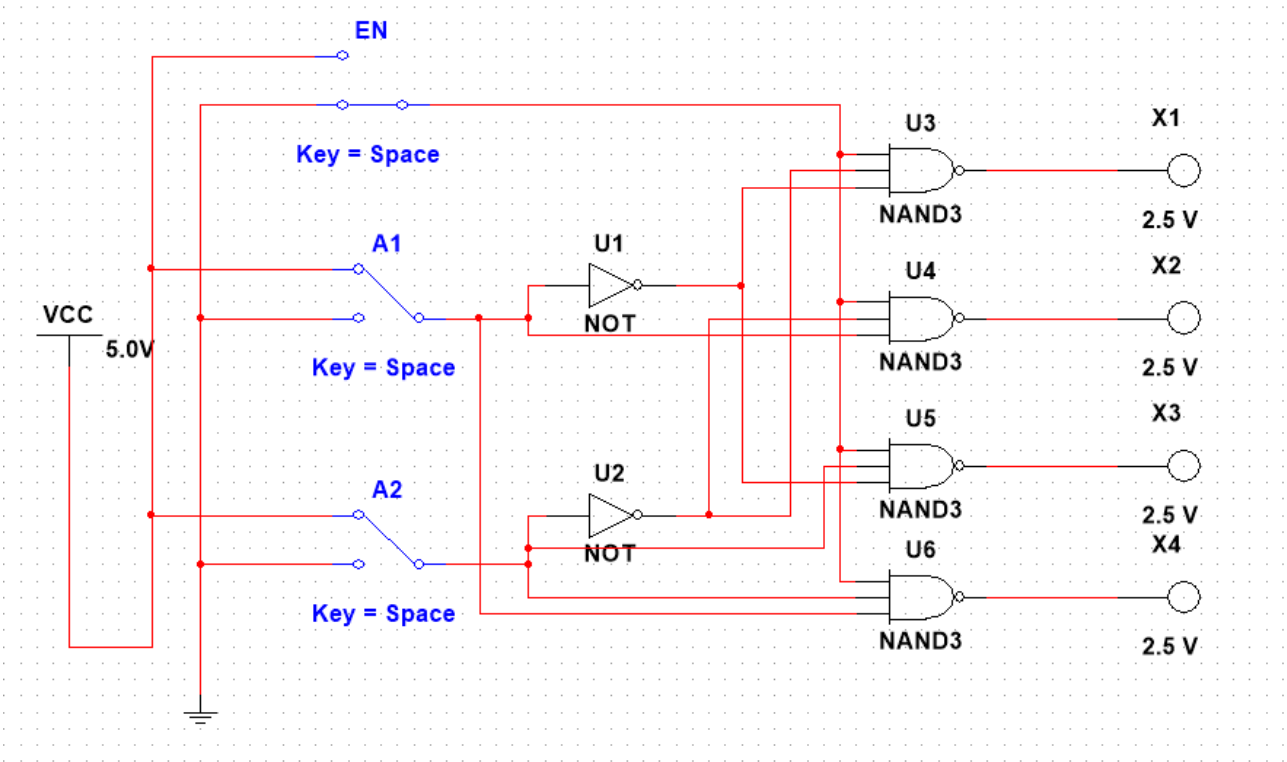 EN
Key = Space
U3
X1
NAND3
2.5 V
A1
U1
U4
X2
VCC
5.0V
NOT
Key = Space
NAND3
2.5 V
U5
X3
A2
U2
NAND3
2.5 V
NOT
U6
X4
Key = Space
NAND3
2.5 V